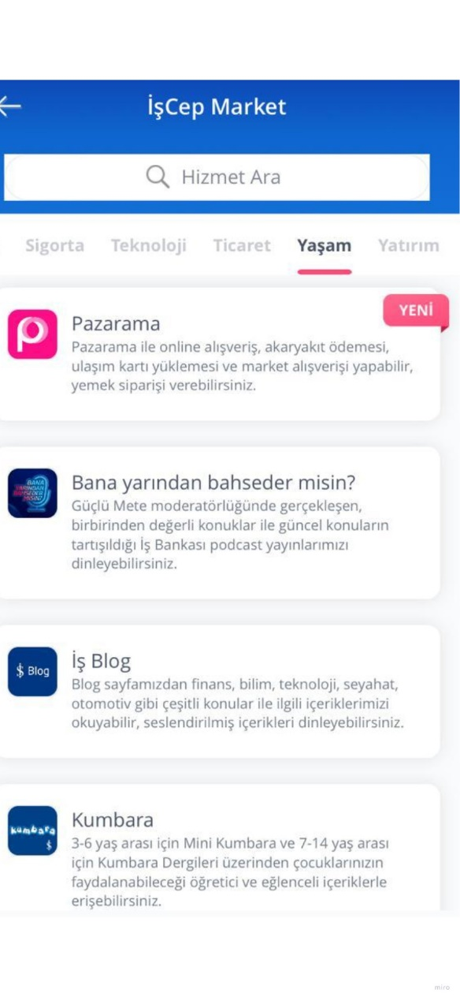 İşCep Market
Hizmet Ara
Sigorta Teknoloji Ticaret Yaşam Yatırım
YENİ
Pazarama
Pazarama ile online alışveriş, akaryakıt ödemesi,
ulaşım kartı yüklemesi ve market alışverişi yapabilir,
yemek siparişi verebilirsiniz.
BANA
YARINDAN
BAHSEDER
MİSİN?
Bana yarından bahseder misin?
Güçlü Mete moderatörlüğünde gerçekleşen,
birbirinden değerli konuklar ile güncel konuların
tartışıldığı İş Bankası podcast yayınlarımızı
dinleyebilirsiniz.
Blog
İş Blog
Blog sayfamızdan finans, bilim, teknoloji, seyahat,
otomotiv gibi çeşitli konular ile ilgili içeriklerimizi
okuyabilir, seslendirilmiş içerikleri dinleyebilirsiniz.
kumbara
Kumbara
3-6 yaş arası için Mini Kumbara ve 7-14 yaş arası
için Kumbara Dergileri üzerinden çocuklarınızın
faydalanabileceği öğretici ve eğlenceli içeriklerle
erişebilirsiniz.
miro